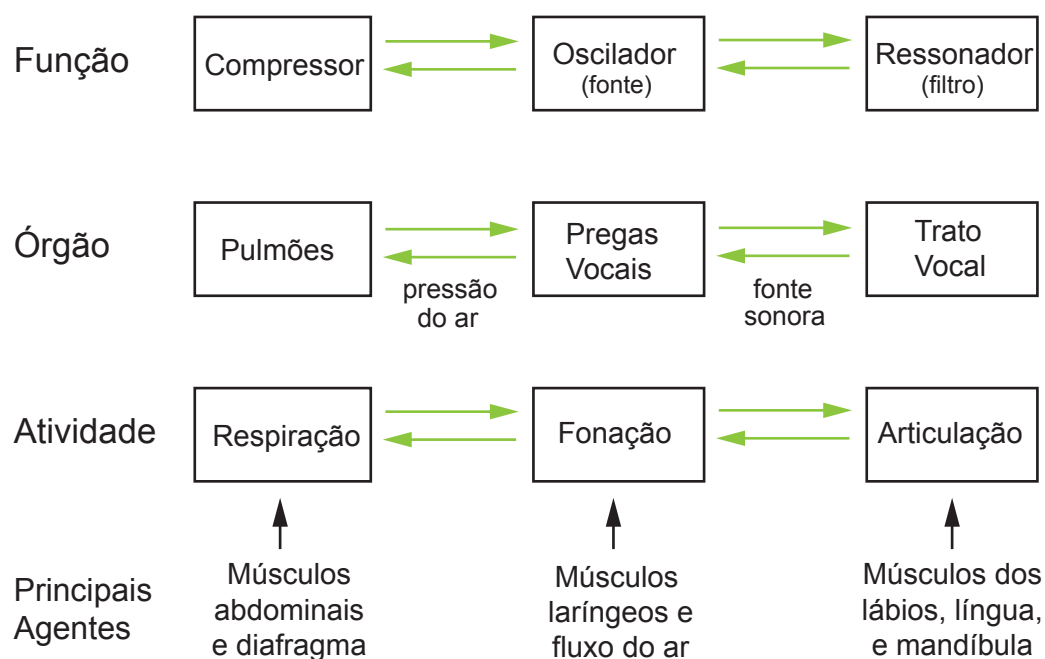 Função
Compressor
Oscilador
(fonte)
Ressonador
(filtro)
Órgão
Pulmões
Pregas
Vocais
Trato
Vocal
pressão
do ar
fonte
sonora
Atividade
Respiração
Fonação
Articulação
Principais
Agentes
Músculos
abdominais
e diafragma
Músculos
laríngeos e
fluxo do ar
Músculos dos
lábios, língua,
e mandíbula